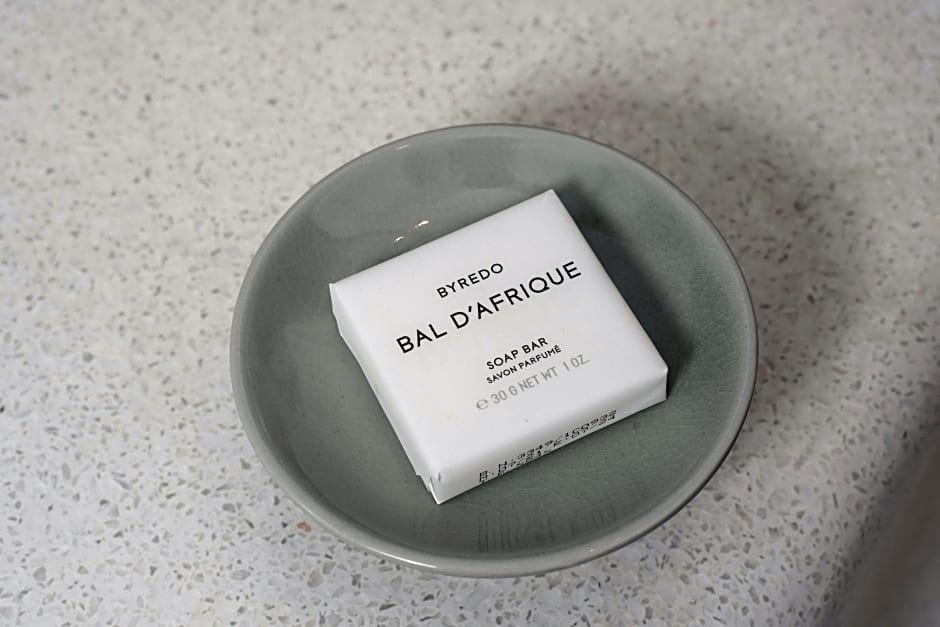 BYREDO
BAL D'AFRIQUE
SOAP BAR
SAVON PARFUMÉ
℮ 30 G NET WT 1 OZ.